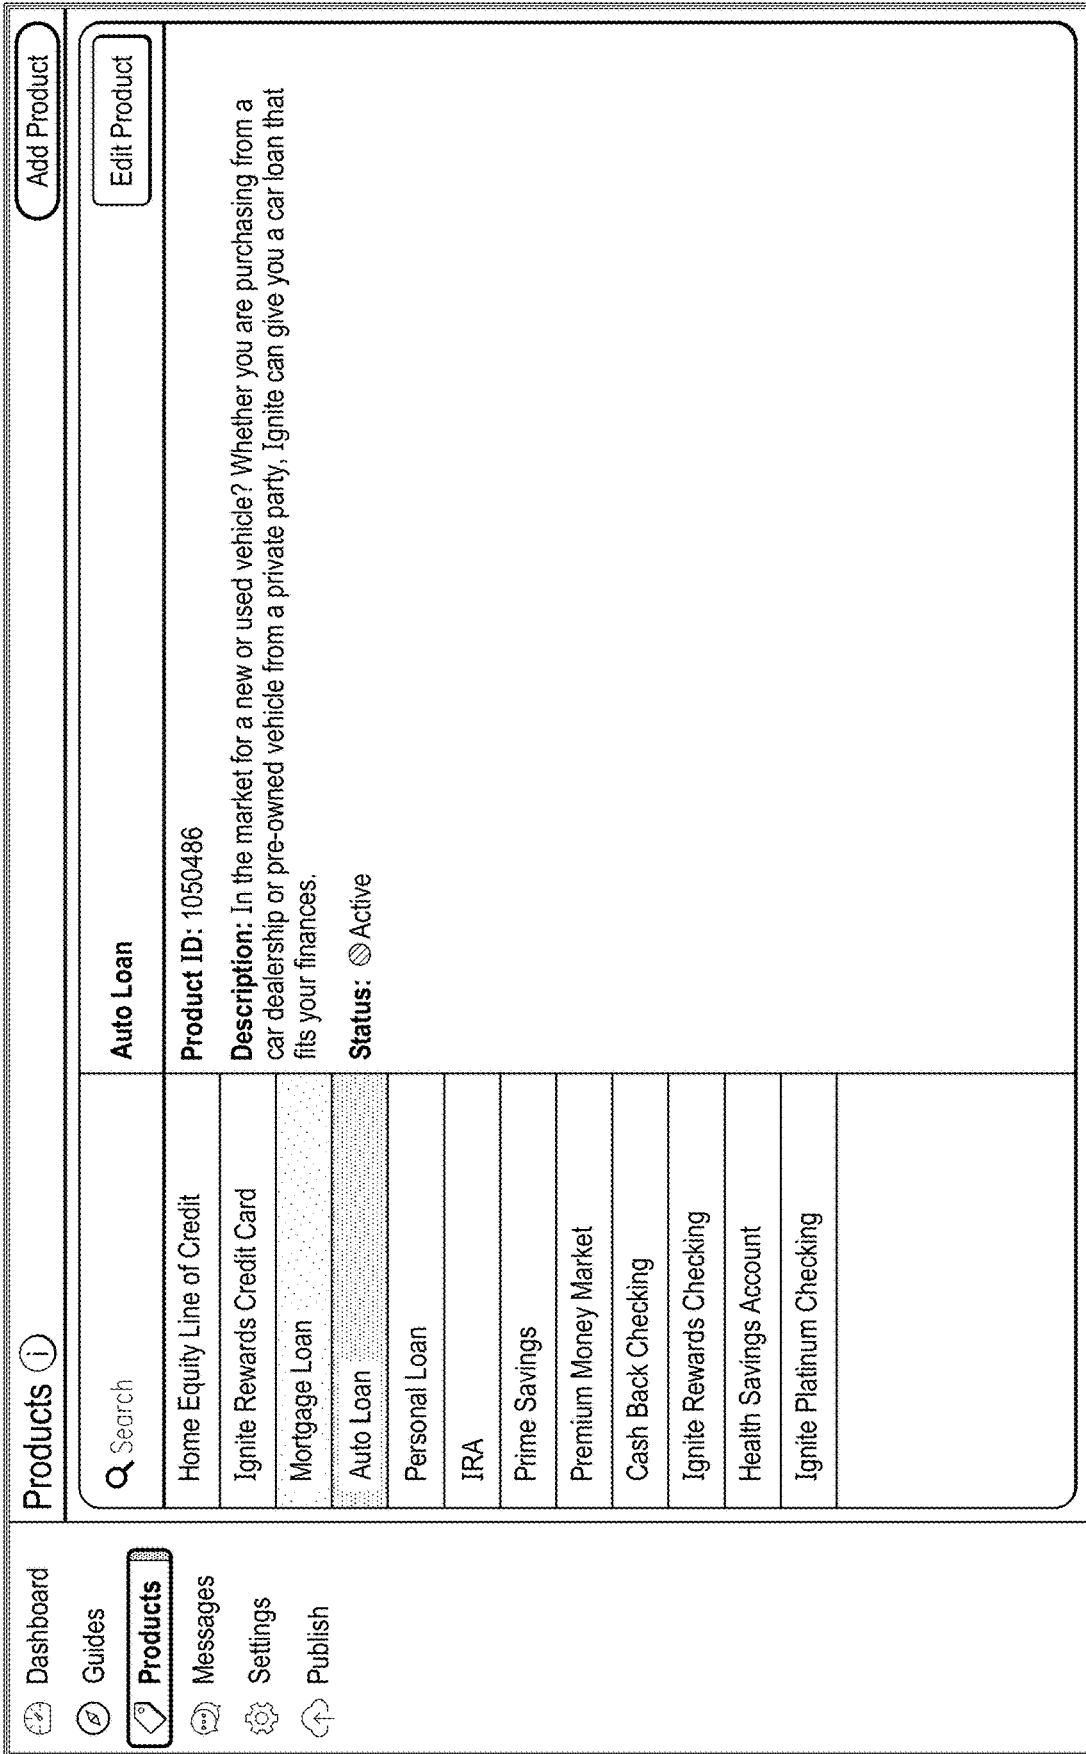 Dashboard
Guides
Products
Messages
Settings
Publish
Products i
Add Product
Search
Home Equity Line of Credit
Ignite Rewards Credit Card
Mortgage Loan
Auto Loan
Personal Loan
IRA
Prime Savings
Premium Money Market
Cash Back Checking
Ignite Rewards Checking
Health Savings Account
Ignite Platinum Checking
Auto Loan
Edit Product
Product ID: 1050486
Description: In the market for a new or used vehicle? Whether you are purchasing from a
car dealership or pre-owned vehicle from a private party, Ignite can give you a car loan that
fits your finances.
Status: Active